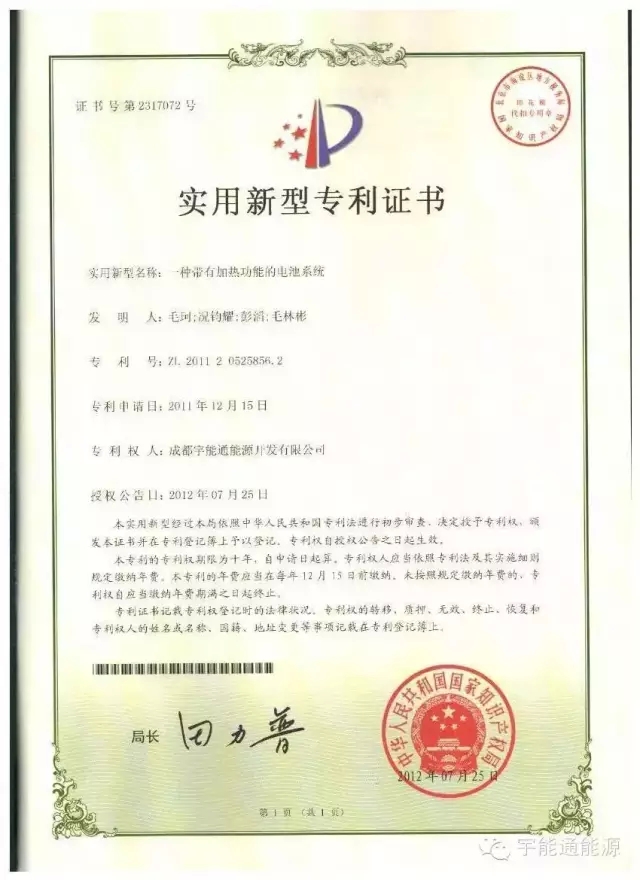 证书号第2317072号
印花税
代扣专用章
国家知识产权局
实用新型专利证书
实用新型名称：一种带有加热功能的电池系统
发明人：毛珂;况钧耀;彭滔;毛林彬
专利号：ZL 2011 2 0525856.2
专利申请日：2011年12月15日
专利权人：成都宇能通能源开发有限公司
授权公告日：2012年07月25日
本实用新型经过本局依照中华人民共和国专利法进行初步审查，决定授予专利权，颁
发本证书并在专利登记簿上予以登记。专利权自授权公告之日起生效。
本专利的专利权期限为十年，自申请日起算。专利权人应当依照专利法及其实施细则
规定缴纳年费。本专利的年费应当在每年12月15日前缴纳。未按照规定缴纳年费的，专
利权自应当缴纳年费期满之日起终止。
专利证书记载专利权登记时的法律状况。专利权的转移、质押、无效、终止、恢复和
专利权人的姓名或名称、国籍、地址变更等事项记载在专利登记簿上。
局长 田力普
中华人民共和国国家知识产权局
2012年07月25日
第1页（共1页）
宇能通能源